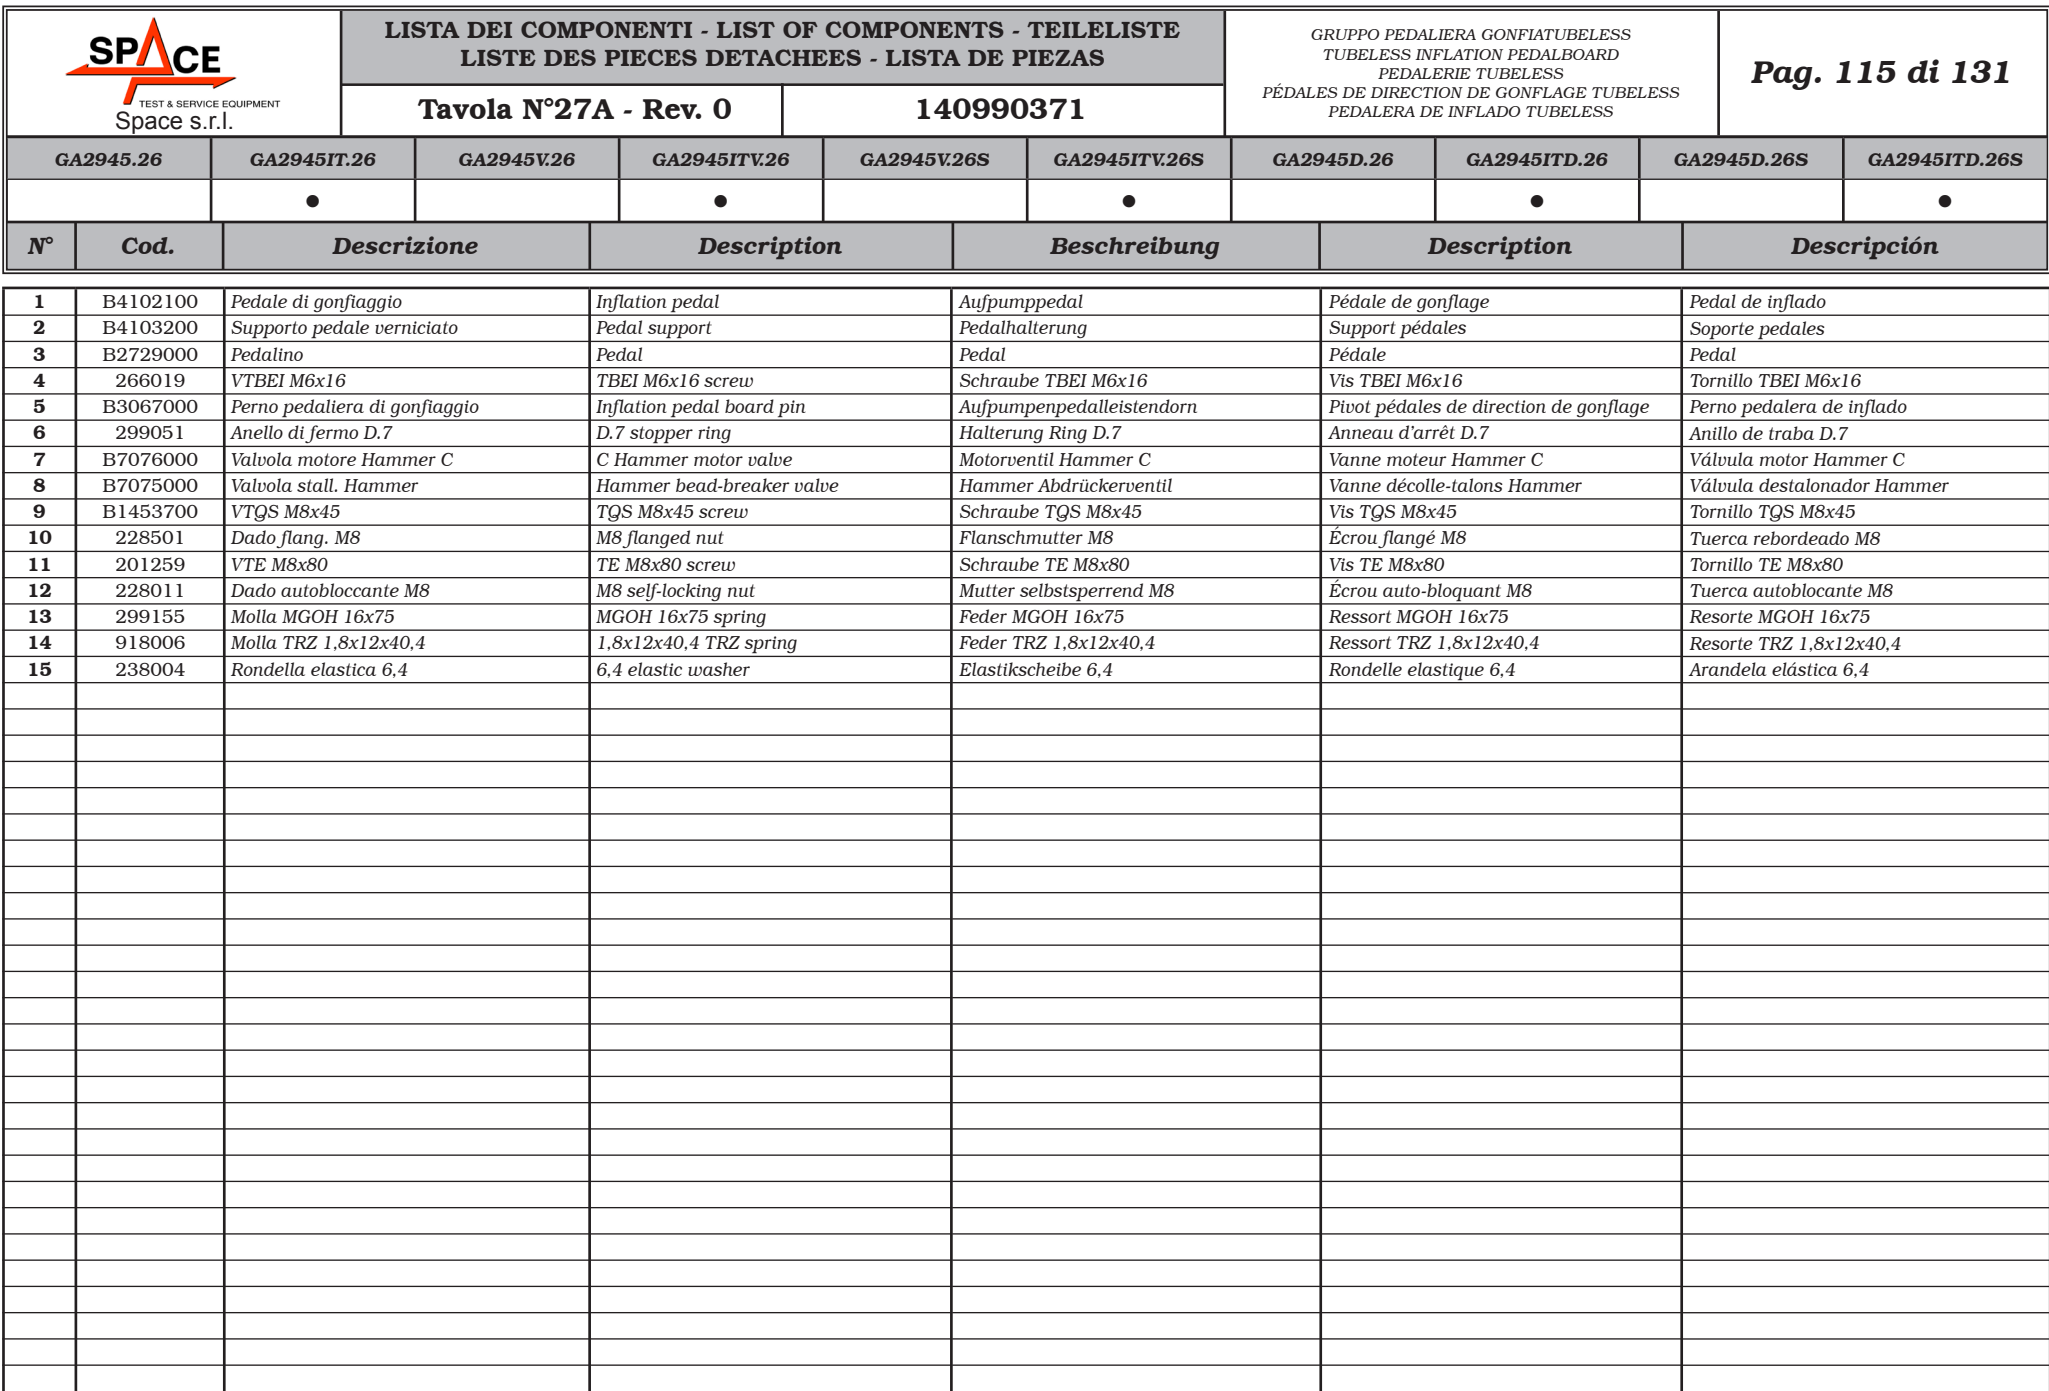 SPACE
TEST & SERVICE EQUIPMENT
Space s.r.l.
LISTA DEI COMPONENTI - LIST OF COMPONENTS - TEILELISTE
LISTE DES PIECES DETACHEES - LISTA DE PIEZAS
Tavola N°27A - Rev. 0 140990371
GRUPPO PEDALIERA GONFIATUBELESS
TUBELESS INFLATION PEDALBOARD
PEDALERIE TUBELESS
PÉDALES DE DIRECTION DE GONFLAGE TUBELESS
PEDALERA DE INFLADO TUBELESS
Pag. 115 di 131
GA2945.26 GA2945IT.26 GA2945V.26 GA2945ITV.26 GA2945V.26S GA2945ITV.26S GA2945D.26 GA2945ITD.26 GA2945D.26S GA2945ITD.26S
● ● ● ● ●
N° Cod. Descrizione Description Beschreibung Description Descripción
1 B4102100 Pedale di gonfiaggio Inflation pedal Aufpumppedal Pédale de gonflage Pedal de inflado
2 B4103200 Supporto pedale verniciato Pedal support Pedalhalterung Support pédales Soporte pedales
3 B2729000 Pedalino Pedal Pedal Pédale Pedal
4 266019 VTBEI M6x16 TBEI M6x16 screw Schraube TBEI M6x16 Vis TBEI M6x16 Tornillo TBEI M6x16
5 B3067000 Perno pedaliera di gonfiaggio Inflation pedal board pin Aufpumpenpedalleistendorn Pivot pédales de direction de gonflage Perno pedalera de inflado
6 299051 Anello di fermo D.7 D.7 stopper ring Halterung Ring D.7 Anneau d'arrêt D.7 Anillo de traba D.7
7 B7076000 Valvola motore Hammer C C Hammer motor valve Motorventil Hammer C Vanne moteur Hammer C Válvula motor Hammer C
8 B7075000 Valvola stall. Hammer Hammer bead-breaker valve Hammer Abdrückerventil Vanne décolle-talons Hammer Válvula destalonador Hammer
9 B1453700 VTQS M8x45 TQS M8x45 screw Schraube TQS M8x45 Vis TQS M8x45 Tornillo TQS M8x45
10 228501 Dado flang. M8 M8 flanged nut Flanschmutter M8 Écrou flangé M8 Tuerca rebordeado M8
11 201259 VTE M8x80 TE M8x80 screw Schraube TE M8x80 Vis TE M8x80 Tornillo TE M8x80
12 228011 Dado autobloccante M8 M8 self-locking nut Mutter selbstsperrend M8 Écrou auto-bloquant M8 Tuerca autoblocante M8
13 299155 Molla MGOH 16x75 MGOH 16x75 spring Feder MGOH 16x75 Ressort MGOH 16x75 Resorte MGOH 16x75
14 918006 Molla TRZ 1,8x12x40,4 1,8x12x40,4 TRZ spring Feder TRZ 1,8x12x40,4 Ressort TRZ 1,8x12x40,4 Resorte TRZ 1,8x12x40,4
15 238004 Rondella elastica 6,4 6,4 elastic washer Elastikscheibe 6,4 Rondelle elastique 6,4 Arandela elástica 6,4